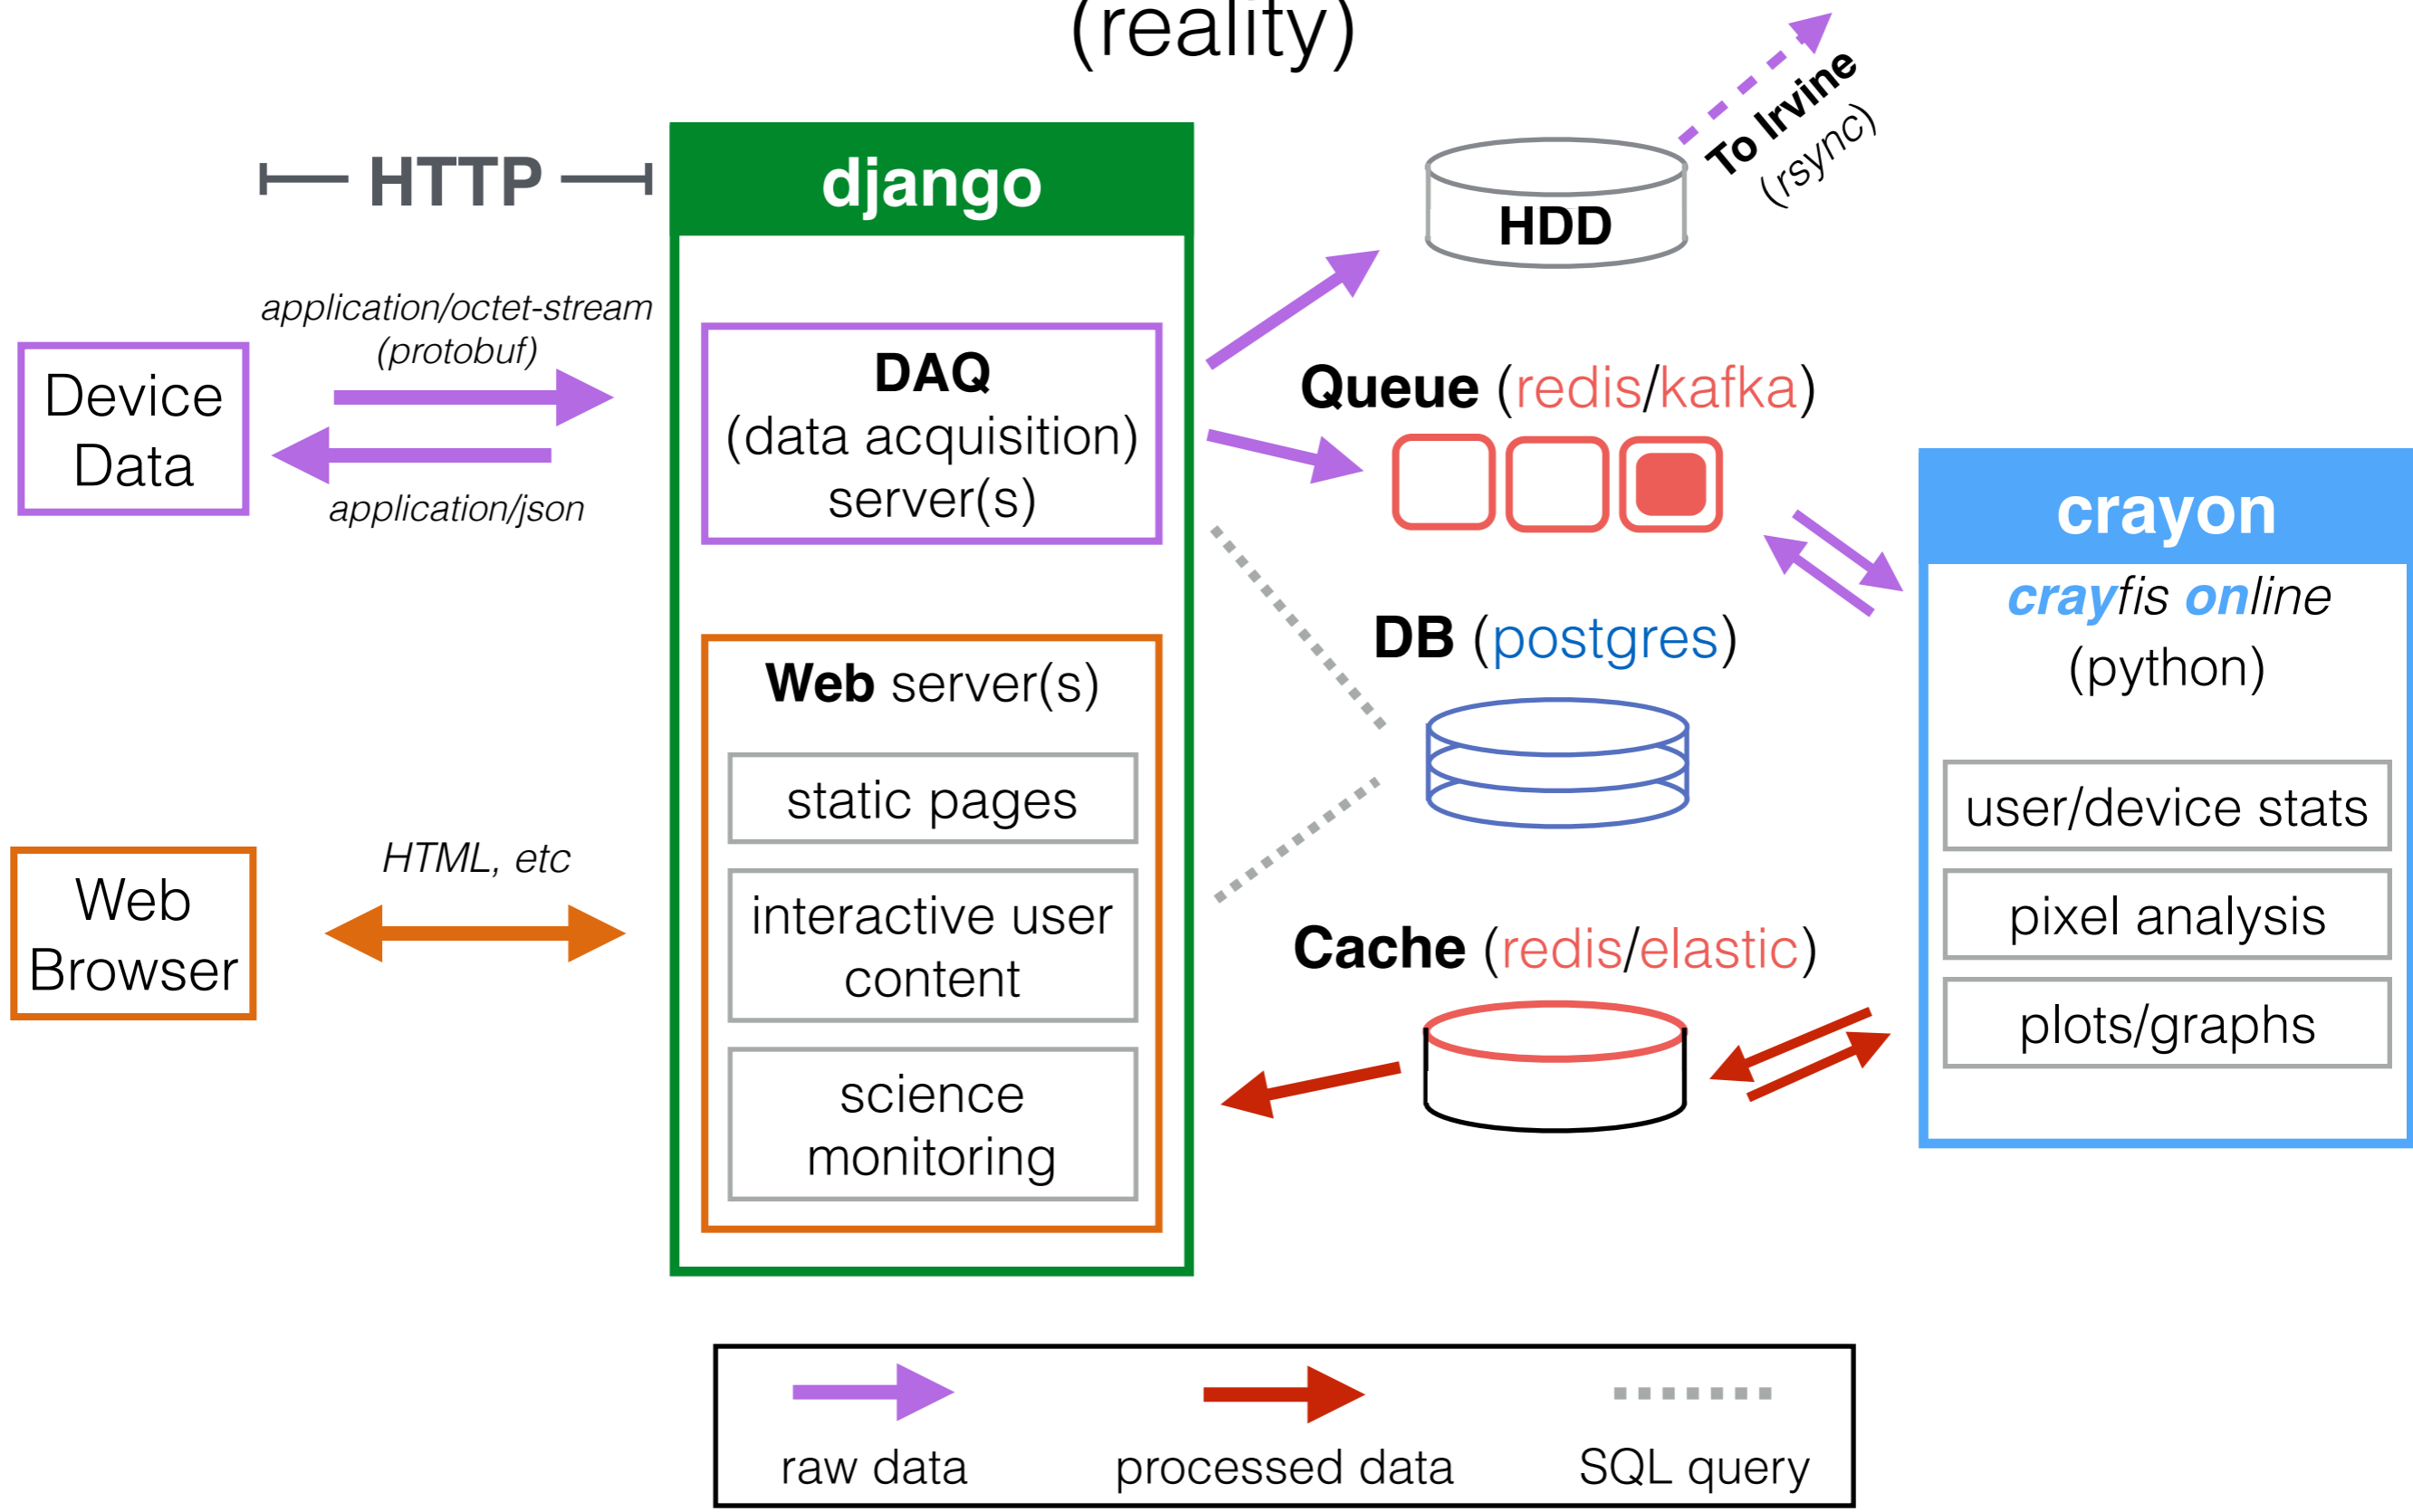 (reality)
To Irvine
(rsync)
HTTP
django
HDD
application/octet-stream
(protobuf)
Device
Data
application/json
DAQ
(data acquisition)
server(s)
Queue (redis/kafka)
crayon
crayfis online
(python)
user/device stats
pixel analysis
plots/graphs
DB (postgres)
Web server(s)
static pages
interactive user
content
science
monitoring
HTML, etc
Web
Browser
Cache (redis/elastic)
raw data
processed data
SQL query